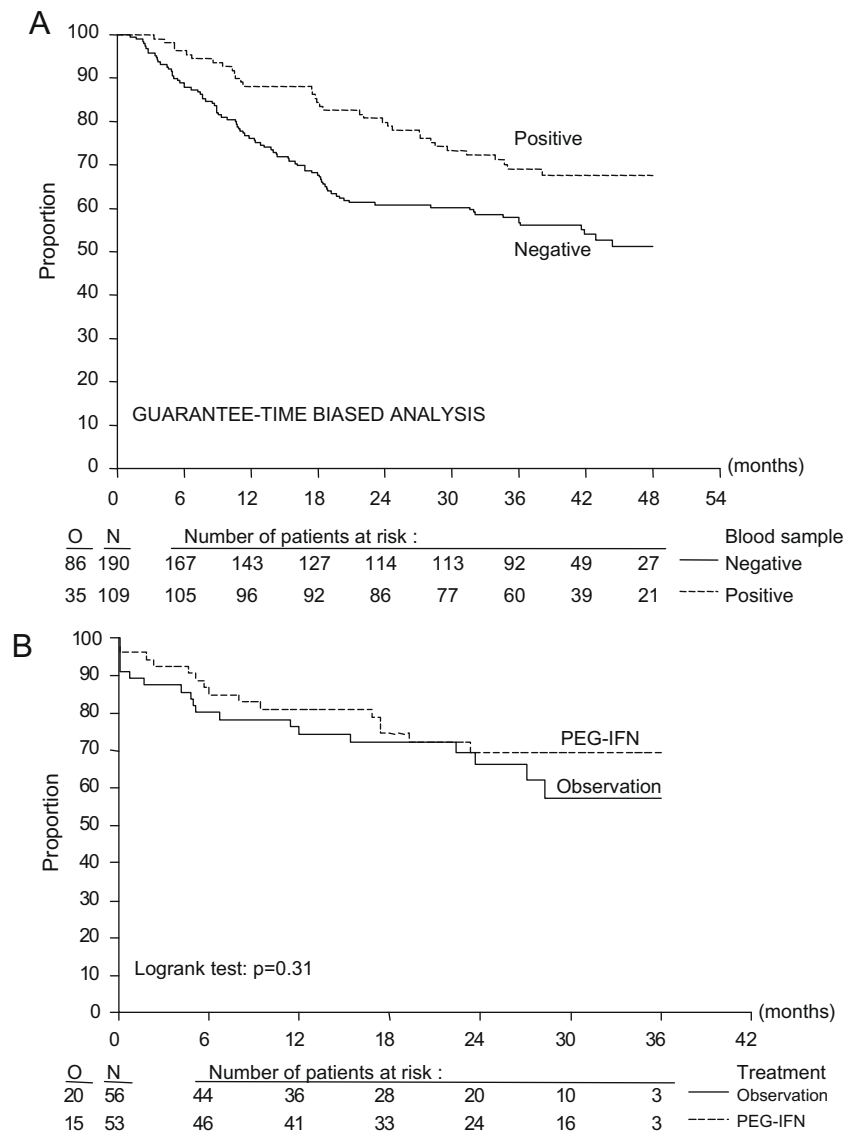 A
100
90
80
70
60
50
40
30
20
10
0
Proportion
Positive
Negative
GUARANTEE-TIME BIASED ANALYSIS
(months)
0 6 12 18 24 30 36 42 48 54
O N Number of patients at risk : Blood sample
86 190 167 143 127 114 113 92 49 27 Negative
35 109 105 96 92 86 77 60 39 21 Positive
B
100
90
80
70
60
50
40
30
20
10
0
Proportion
PEG-IFN
Observation
Logrank test: p=0.31
(months)
0 6 12 18 24 30 36 42
O N Number of patients at risk : Treatment
20 56 44 36 28 20 10 3 Observation
15 53 46 41 33 24 16 3 PEG-IFN